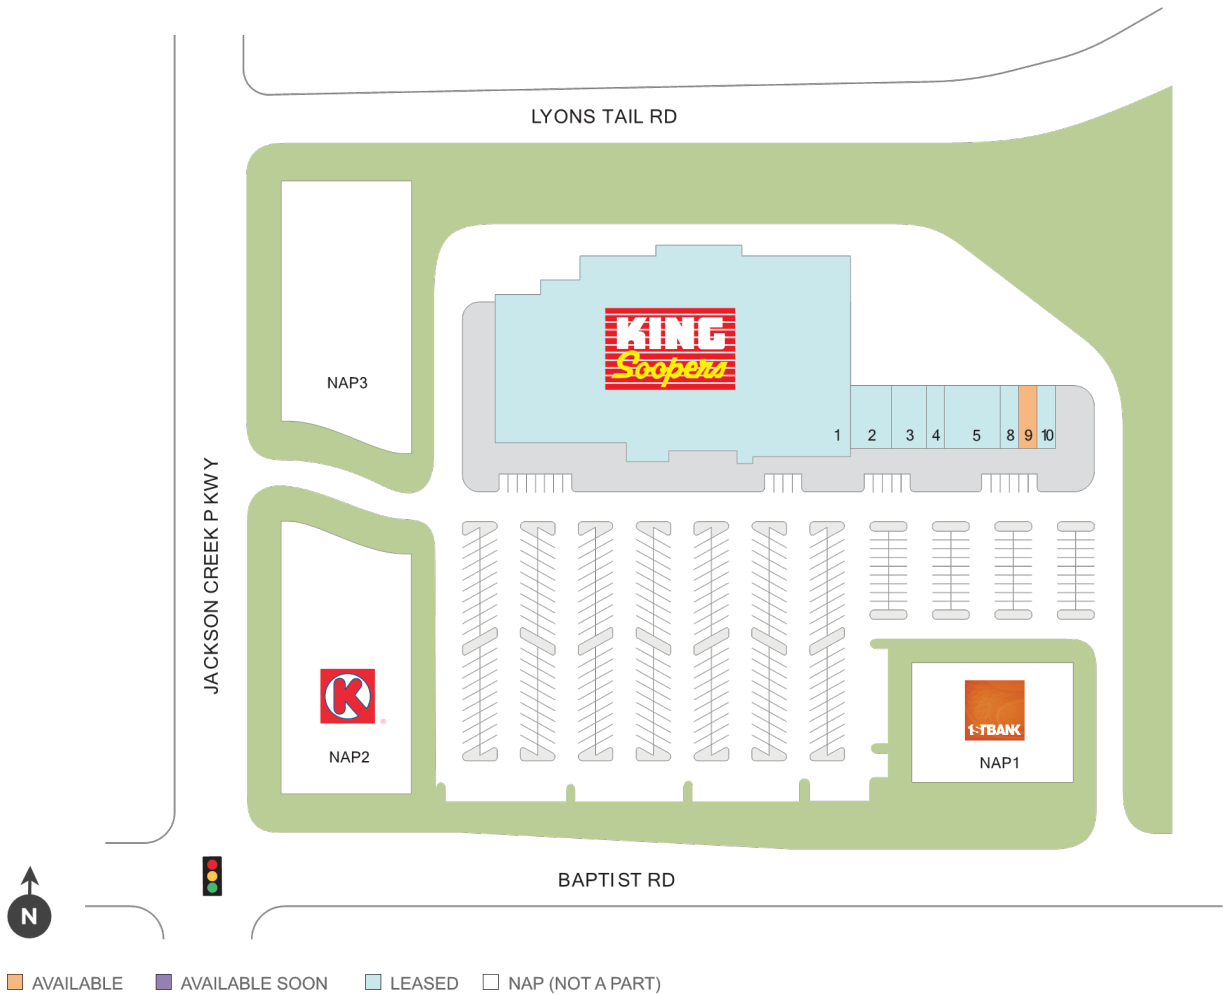 LYONS TAIL RD
KING
Soopers
NAP3
1
2
3
4
5
8
9
10
JACKSON CREEK P KWY
K
®
NAP2
1STBANK
NAP1
BAPTIST RD
N
AVAILABLE
AVAILABLE SOON
LEASED
NAP (NOT A PART)